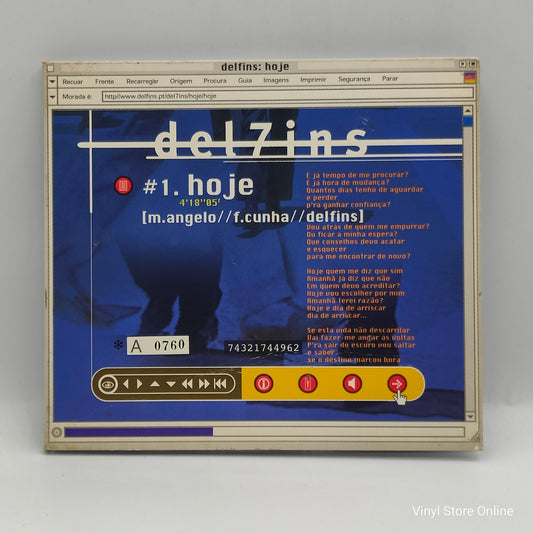 delfins: hoje
Recuar Frente Recarregar Origem Procura Guia Imagens Imprimir Segurança Parar
Morada é: http//www.delfins.pt/del7ins/hoje/hoje
del7ins
#1. hoje
4'18"05'
[m.angelo//f.cunha//delfins]
E já tempo de me procurar?
E já hora de mudança?
Quantos dias tenho de aguardar
e perder
p'ra ganhar confiança?
Vou atrás de quem me empurrar?
Ou ficar à minha espera?
Que conselhos devo acatar
e esquecer
para me encontrar de novo?
Hoje quem me diz que sim
Amanhã já diz que não
Em quem devo acreditar?
Hoje vou escolher por mim
Amanhã terei razão?
Hoje e dia de arriscar
dia de arriscar...
Se esta vida não descarrilar
Vai fazer-me andar às voltas
P'ra sair do escuro vou saltar
e saber
se o destino marcou hora
* A 0760
74321744962
Vinyl Store Online